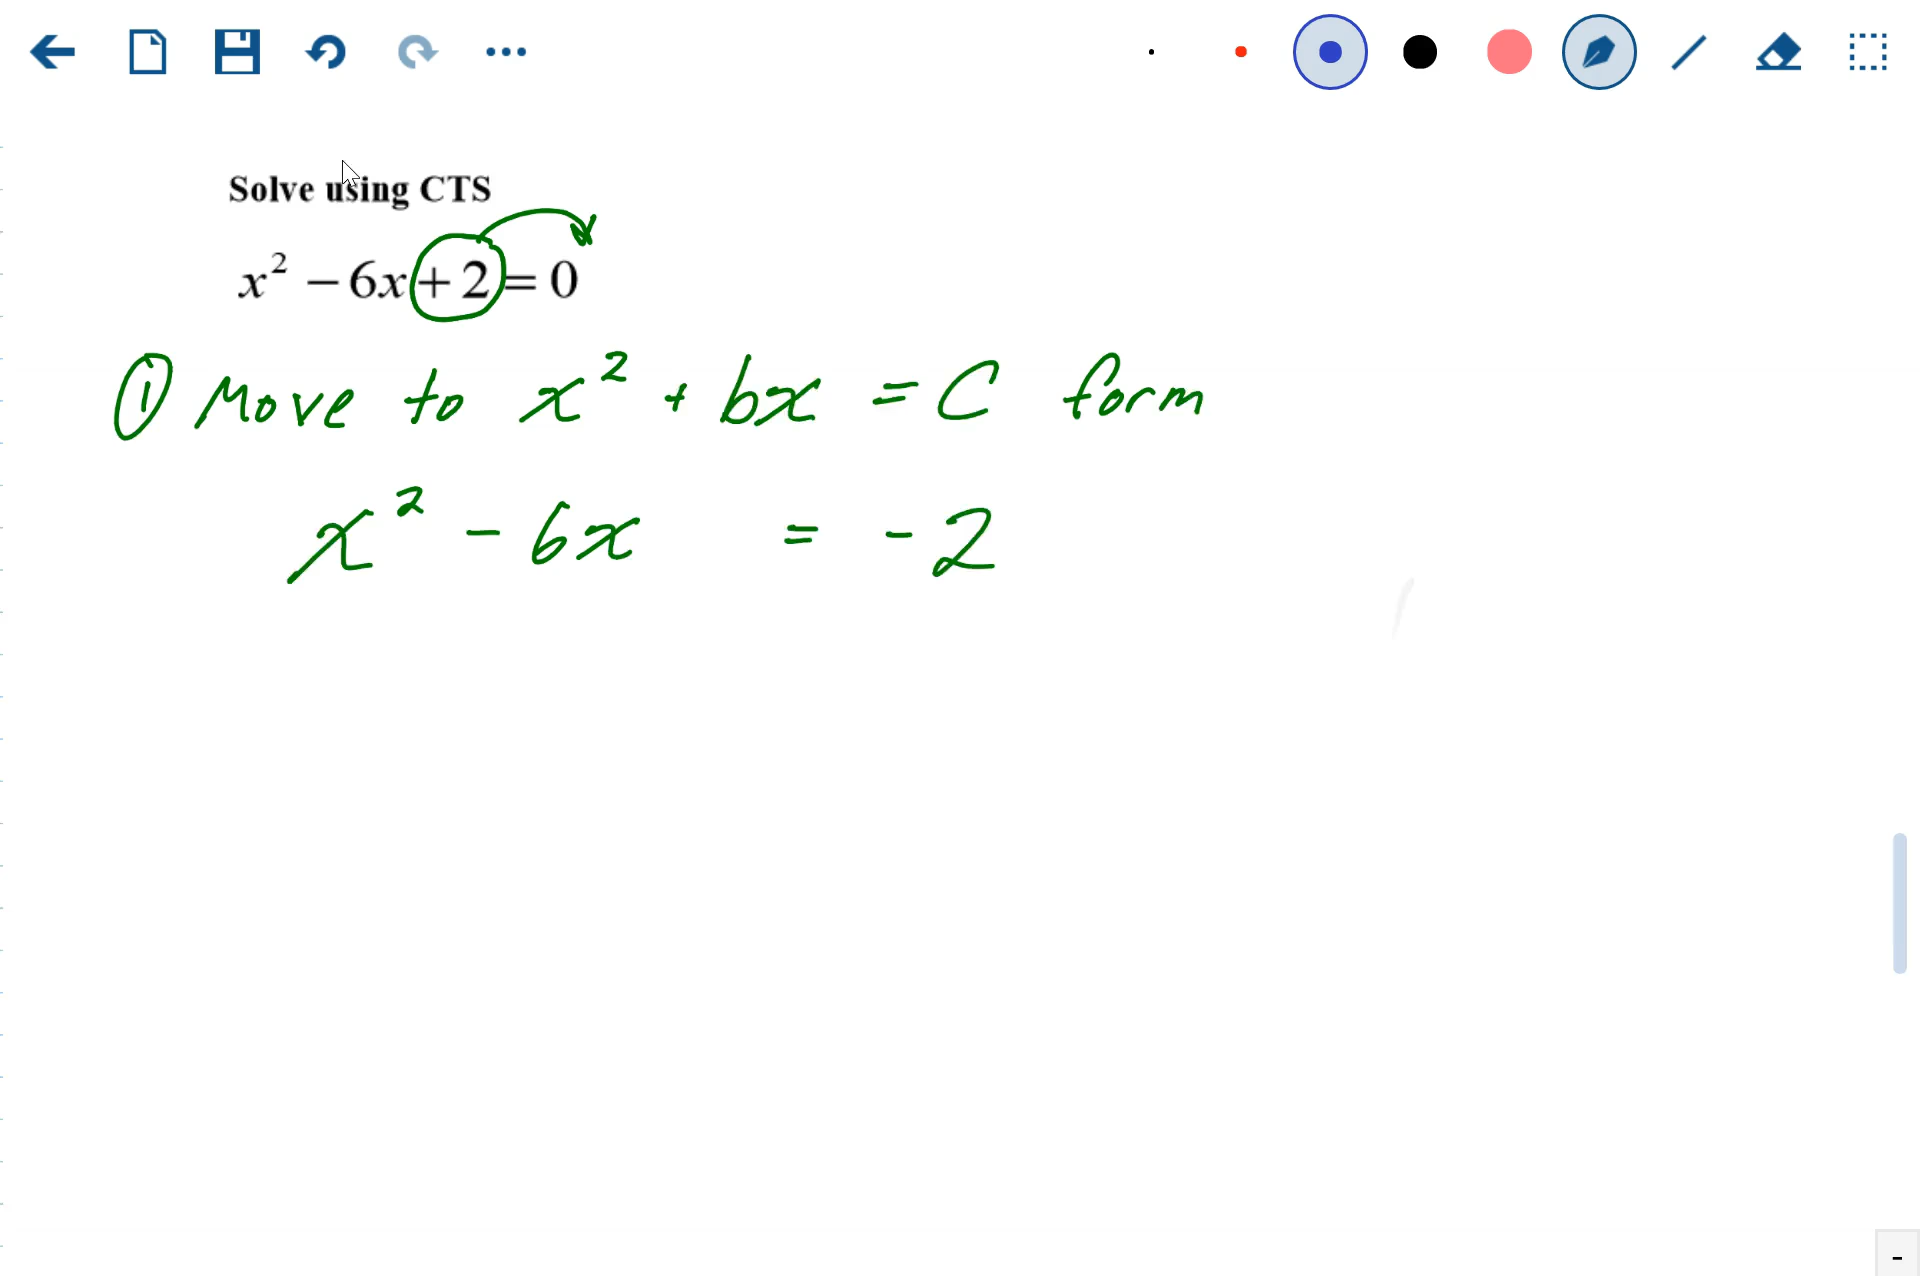 Solve using CTS
x² − 6x + 2 = 0
① Move to x² + bx = C form
x² - 6x = -2